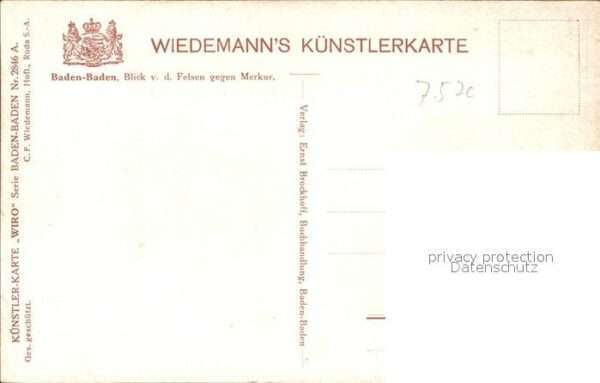 WIEDEMANN'S KÜNSTLERKARTE
Baden-Baden, Blick v. d. Felsen gegen Merkur.
7.520
KÜNSTLER-KARTE „WIRO“ Serie BADEN-BADEN Nr. 2846 A.
Ges. geschützt.
C. F. Wiedemann, Hofl., Roda S.-A.
Verlag: Ernst Brockhoff, Buchhandlung, Baden-Baden
privacy protection
Datenschutz